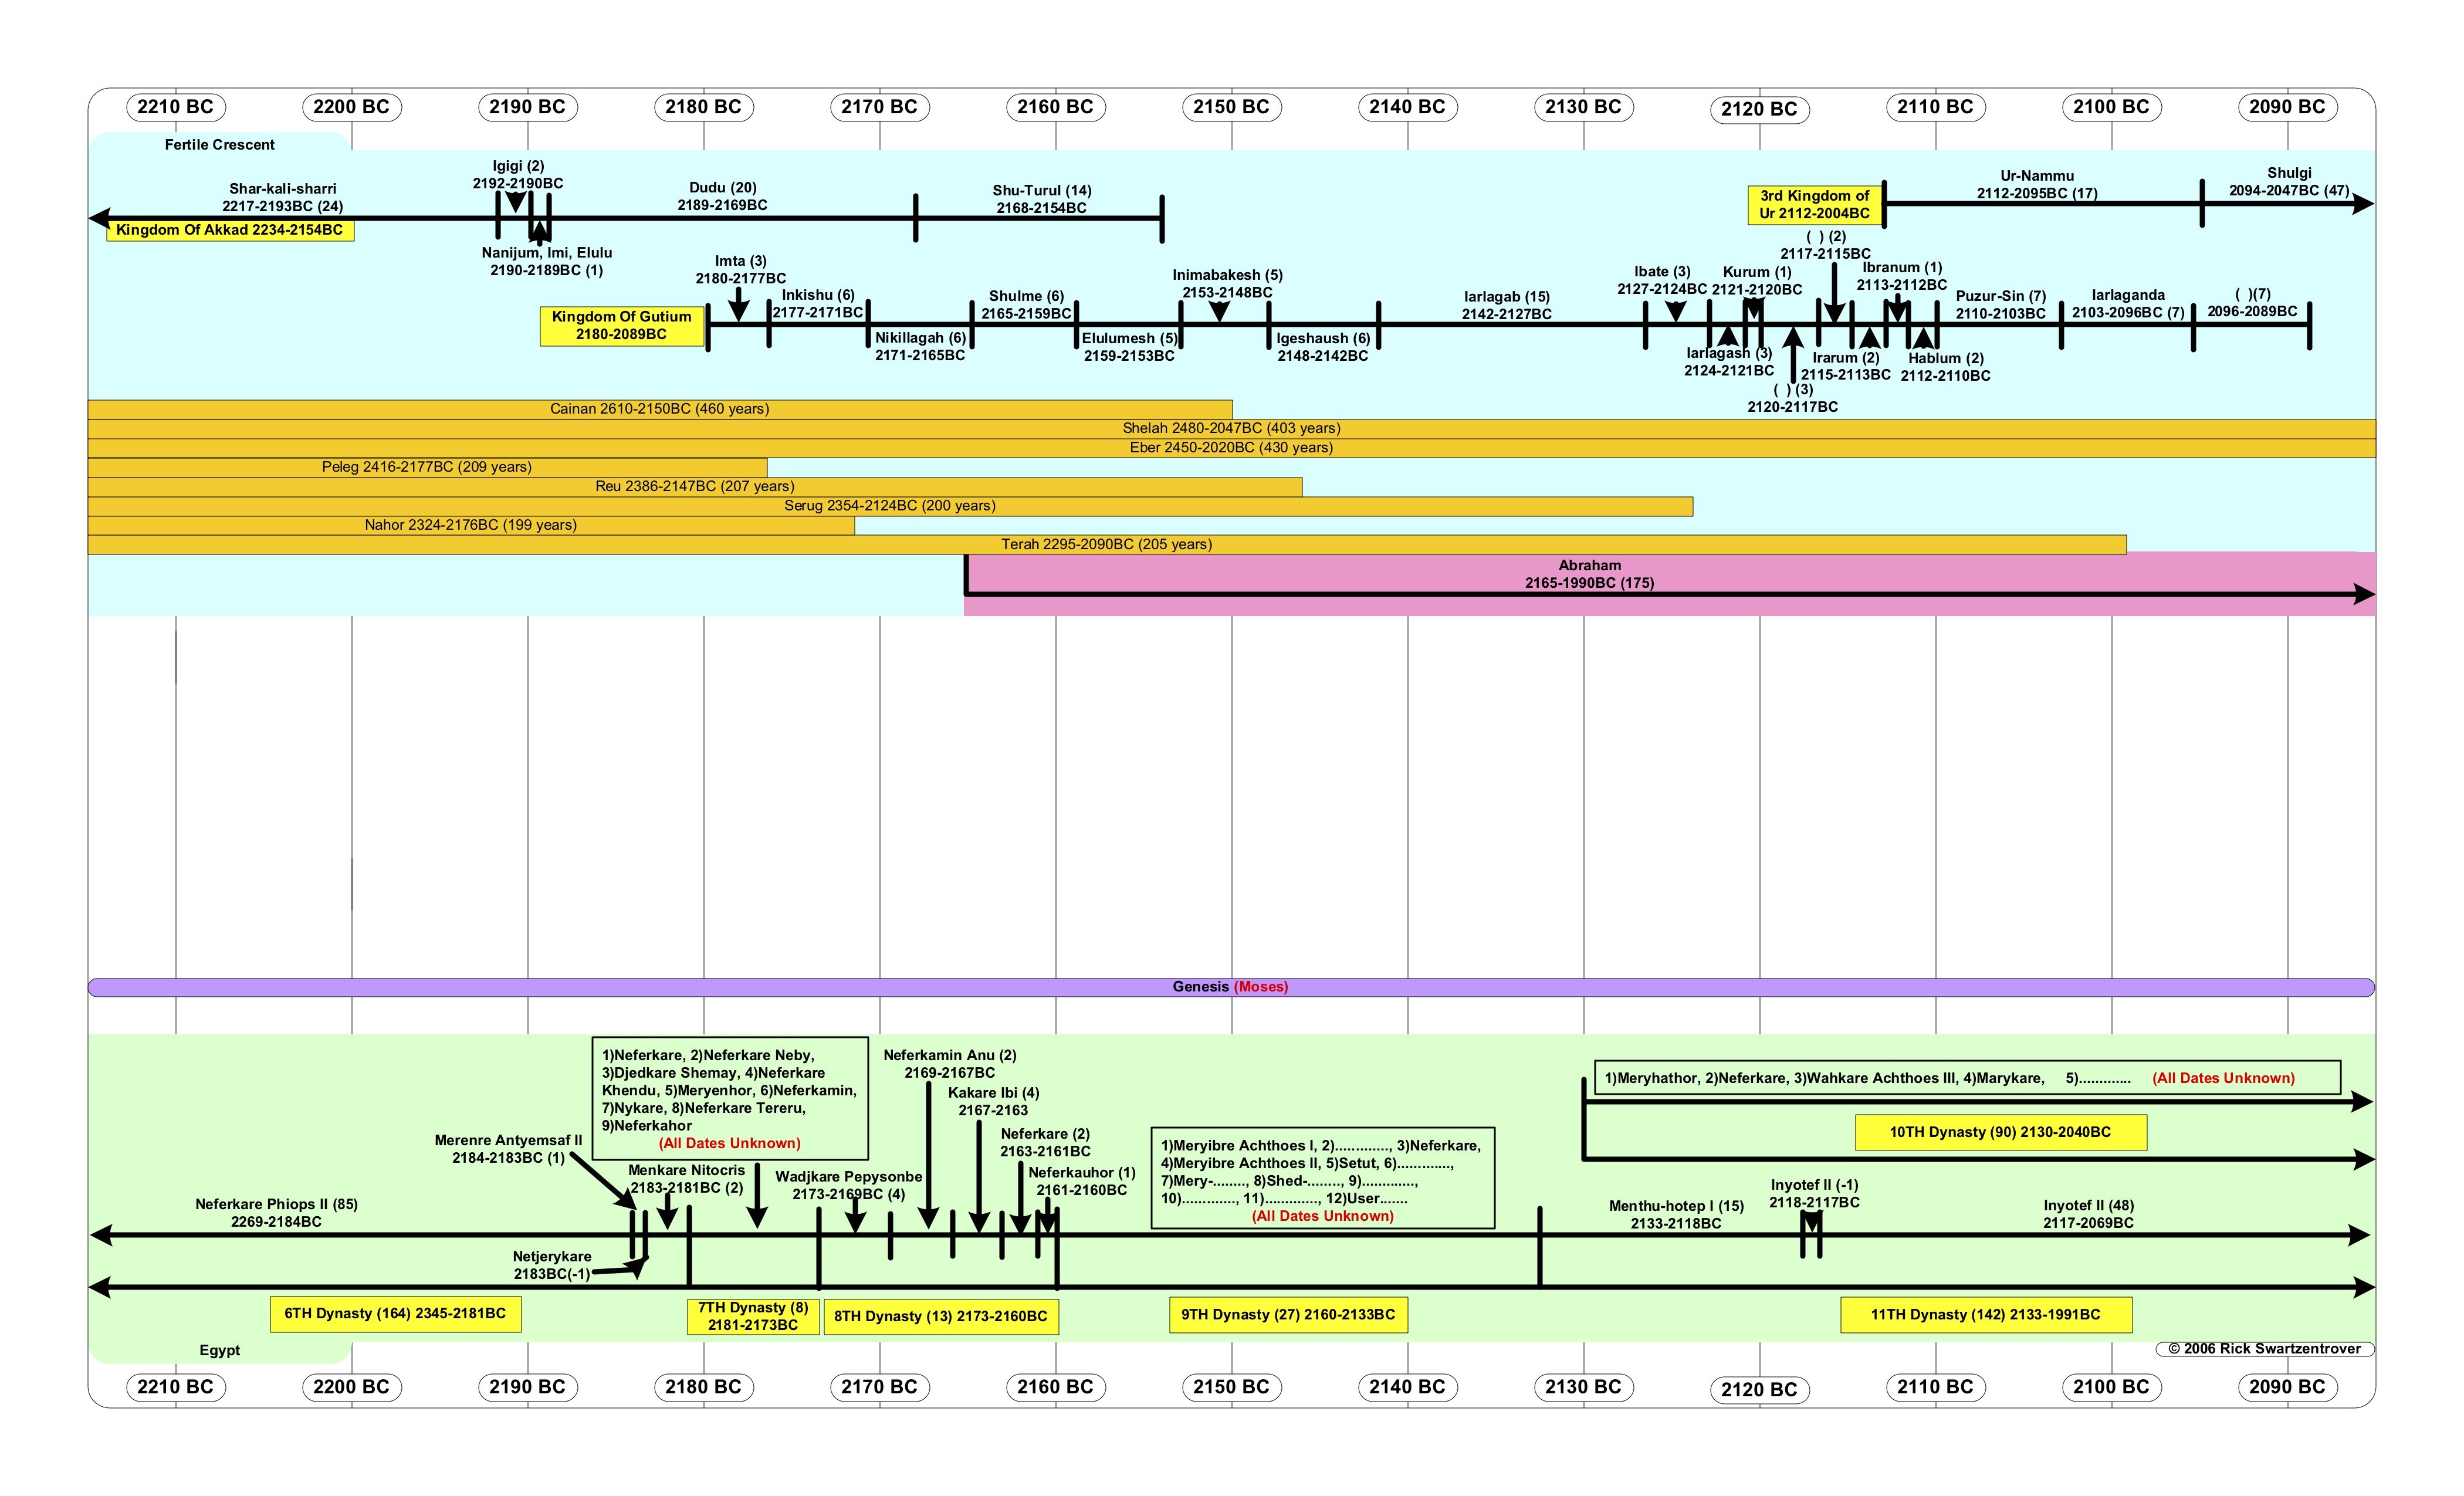 2210 BC 2200 BC 2190 BC 2180 BC 2170 BC 2160 BC 2150 BC 2140 BC 2130 BC 2120 BC 2110 BC 2100 BC 2090 BC
Fertile Crescent
Shar-kali-sharri
2217-2193BC (24)
Kingdom Of Akkad 2234-2154BC
Igigi (2)
2192-2190BC
Nanijum, Imi, Elulu
2190-2189BC (1)
Dudu (20)
2189-2169BC
Shu-Turul (14)
2168-2154BC
3rd Kingdom of
Ur 2112-2004BC
Ur-Nammu
2112-2095BC (17)
Shulgi
2094-2047BC (47)
Kingdom Of Gutium
2180-2089BC
Imta (3)
2180-2177BC
Inkishu (6)
2177-2171BC
Nikillagah (6)
2171-2165BC
Shulme (6)
2165-2159BC
Elulumesh (5)
2159-2153BC
Inimabakesh (5)
2153-2148BC
Igeshaush (6)
2148-2142BC
Iarlagab (15)
2142-2127BC
Ibate (3)
2127-2124BC
Iarlagash (3)
2124-2121BC
Kurum (1)
2121-2120BC
( ) (3)
2120-2117BC
( ) (2)
2117-2115BC
Irarum (2)
2115-2113BC
Ibranum (1)
2113-2112BC
Hablum (2)
2112-2110BC
Puzur-Sin (7)
2110-2103BC
Iarlaganda
2103-2096BC (7)
( )(7)
2096-2089BC
Cainan 2610-2150BC (460 years)
Shelah 2480-2047BC (403 years)
Eber 2450-2020BC (430 years)
Peleg 2416-2177BC (209 years)
Reu 2386-2147BC (207 years)
Serug 2354-2124BC (200 years)
Nahor 2324-2176BC (199 years)
Terah 2295-2090BC (205 years)
Abraham
2165-1990BC (175)
Genesis (Moses)
Neferkare Phiops II (85)
2269-2184BC
Merenre Antyemsaf II
2184-2183BC (1)
Netjerykare
2183BC(-1)
Menkare Nitocris
2183-2181BC (2)
1)Neferkare, 2)Neferkare Neby,
3)Djedkare Shemay, 4)Neferkare
Khendu, 5)Meryenhor, 6)Neferkamin,
7)Nykare, 8)Neferkare Tereru,
9)Neferkahor
(All Dates Unknown)
Wadjkare Pepysonbe
2173-2169BC (4)
Neferkamin Anu (2)
2169-2167BC
Kakare Ibi (4)
2167-2163
Neferkare (2)
2163-2161BC
Neferkauhor (1)
2161-2160BC
1)Meryibre Achthoes I, 2)............., 3)Neferkare,
4)Meryibre Achthoes II, 5)Setut, 6).............,
7)Mery-........, 8)Shed-........, 9).............,
10)............., 11)............., 12)User.......
(All Dates Unknown)
1)Meryhathor, 2)Neferkare, 3)Wahkare Achthoes III, 4)Marykare, 5)............. (All Dates Unknown)
10TH Dynasty (90) 2130-2040BC
Menthu-hotep I (15)
2133-2118BC
Inyotef II (-1)
2118-2117BC
Inyotef II (48)
2117-2069BC
6TH Dynasty (164) 2345-2181BC
7TH Dynasty (8)
2181-2173BC
8TH Dynasty (13) 2173-2160BC
9TH Dynasty (27) 2160-2133BC
11TH Dynasty (142) 2133-1991BC
Egypt
© 2006 Rick Swartzentrover
2210 BC 2200 BC 2190 BC 2180 BC 2170 BC 2160 BC 2150 BC 2140 BC 2130 BC 2120 BC 2110 BC 2100 BC 2090 BC